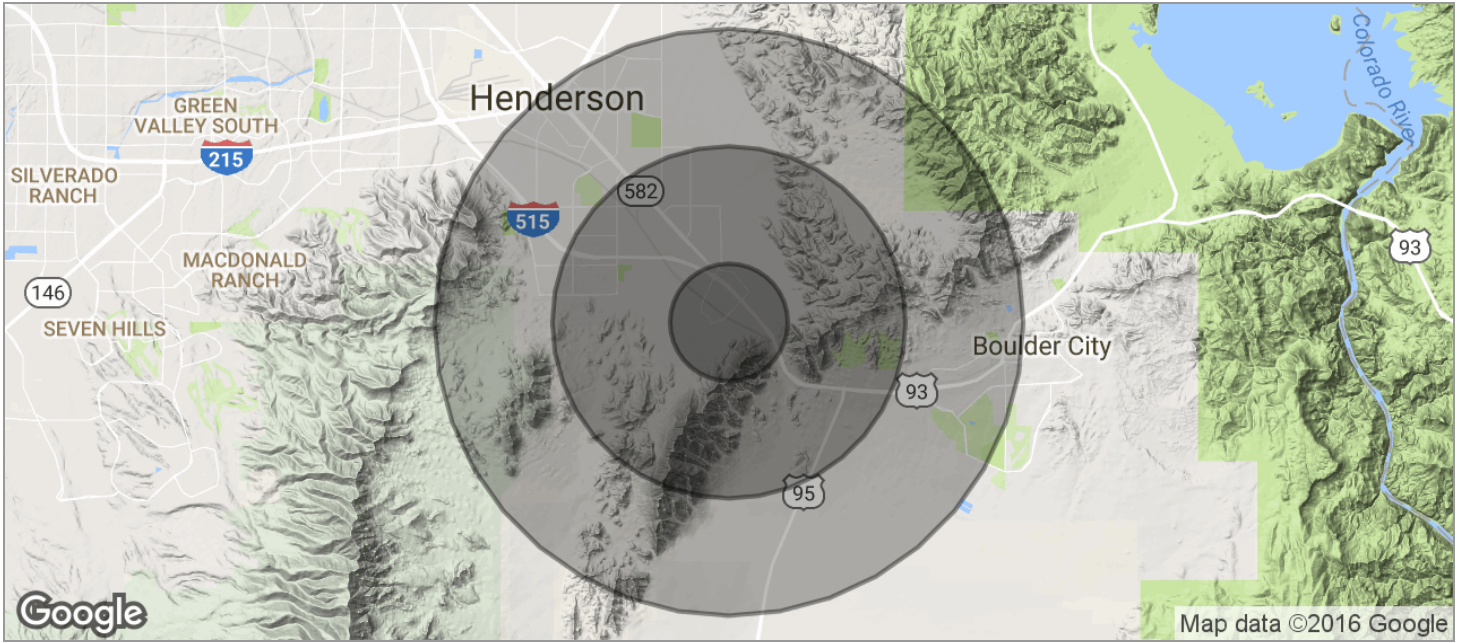 Colorado River
Henderson
GREEN
VALLEY SOUTH
215
SILVERADO
RANCH
582
515
93
MACDONALD
RANCH
146
SEVEN HILLS
Boulder City
93
95
Google
Map data ©2016 Google